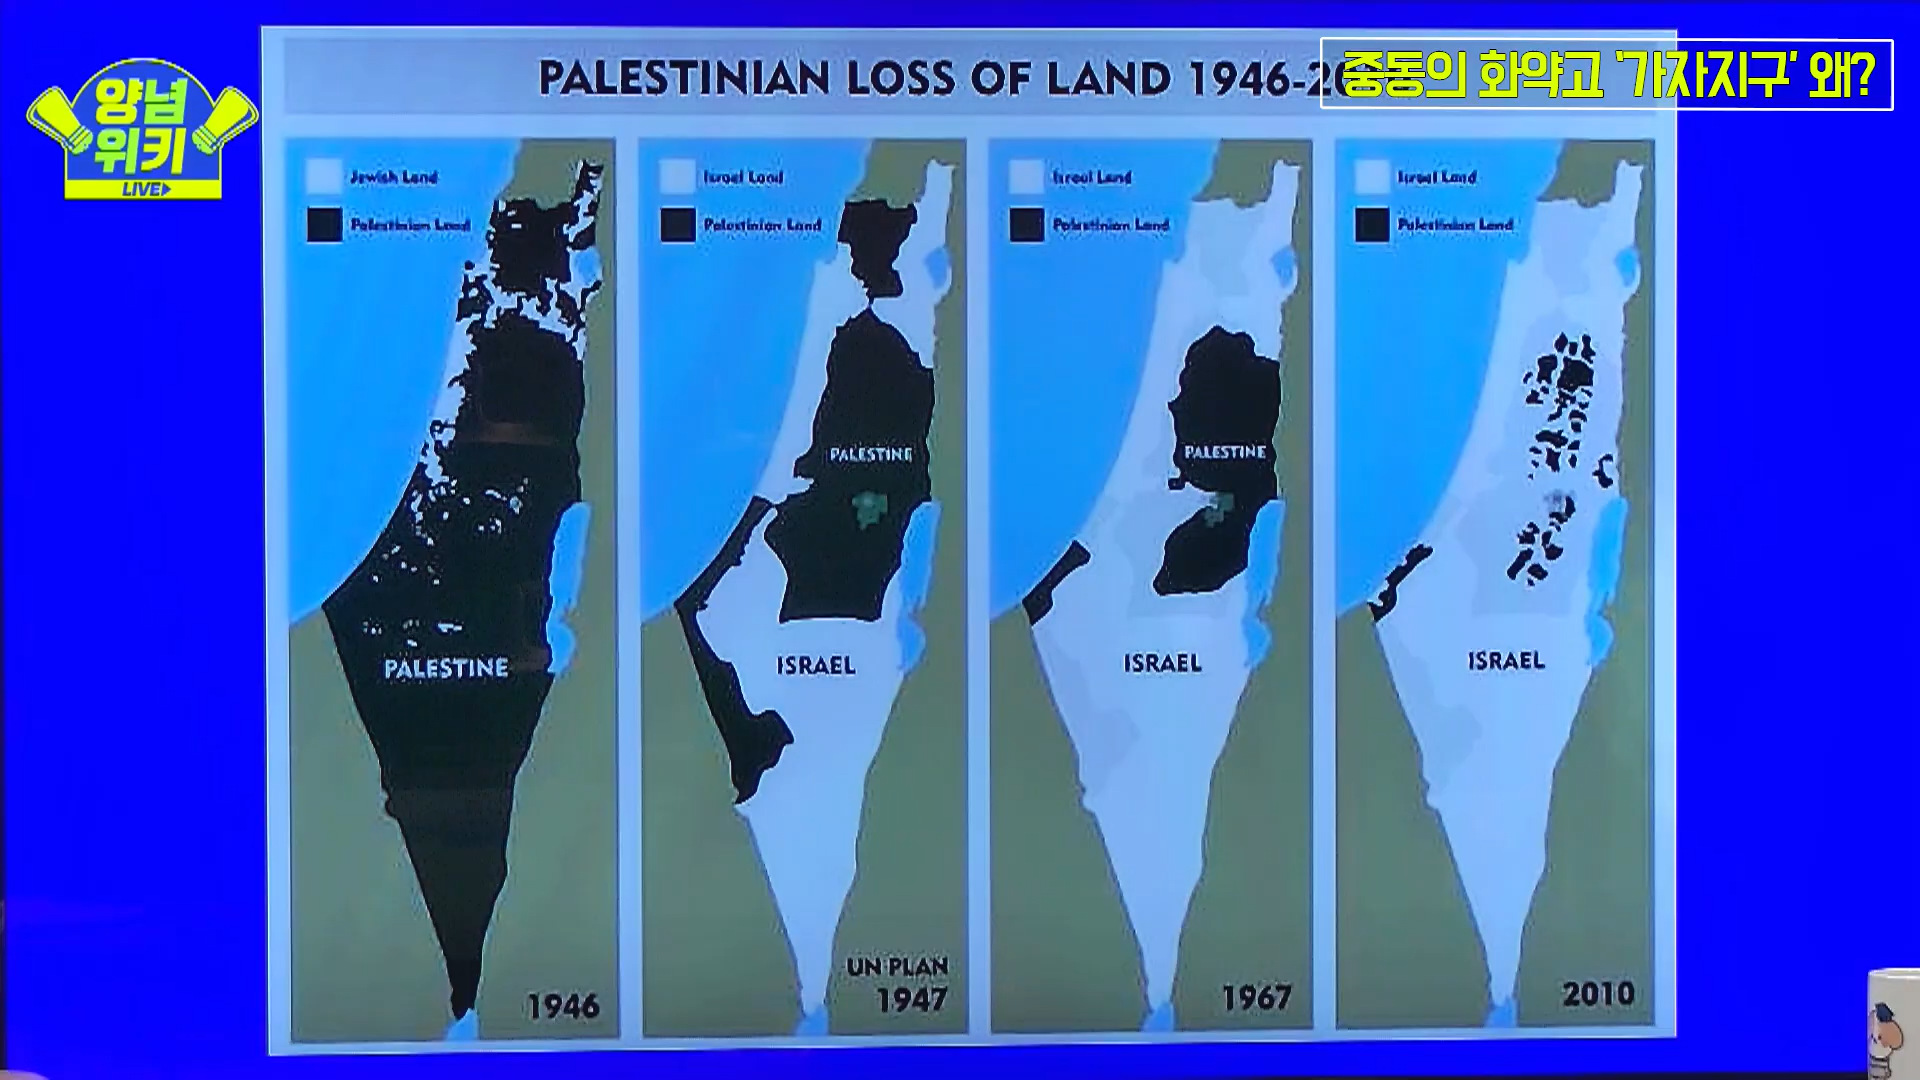 양념
위키
LIVE
중동의 화약고 '가자지구' 왜?
PALESTINIAN LOSS OF LAND 1946-20
Jewish Land
Palestinian Land
PALESTINE
1946
Israel Land
Palestinian Land
PALESTINE
ISRAEL
UN PLAN
1947
Israel Land
Palestinian Land
PALESTINE
ISRAEL
1967
Israel Land
Palestinian Land
ISRAEL
2010